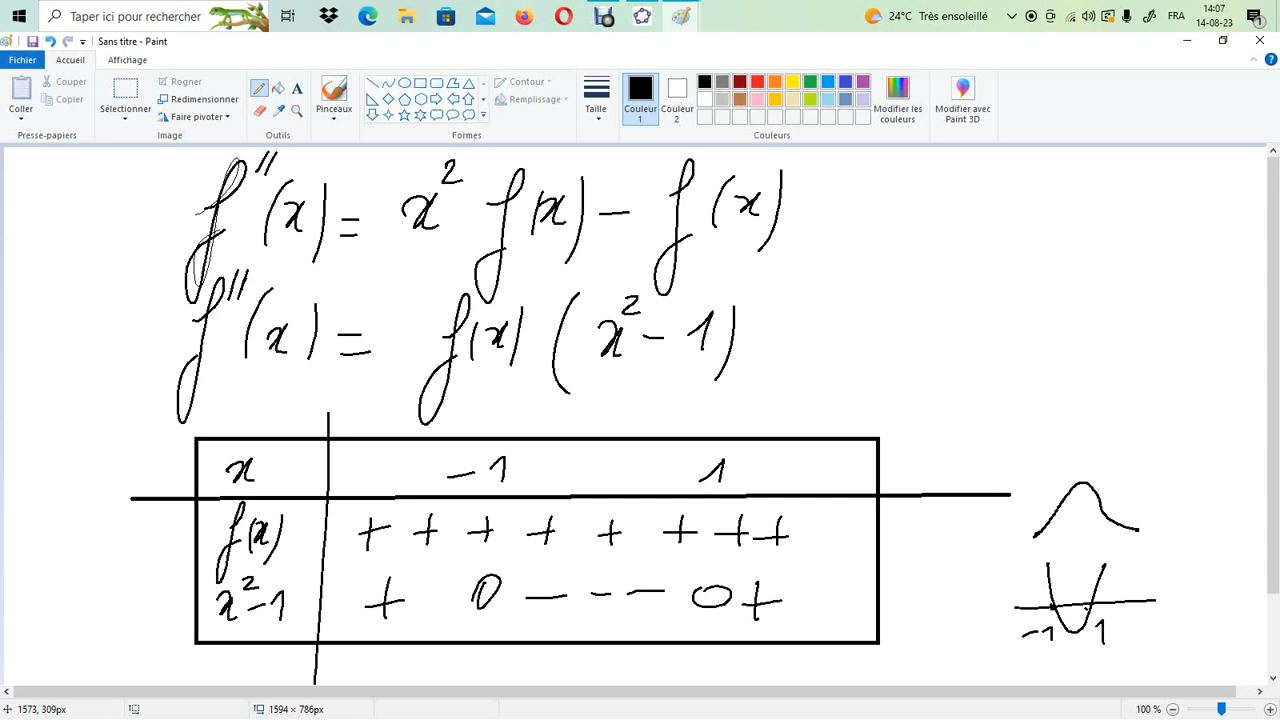 Taper ici pour rechercher
24°C Très ensoleillé
FRA
14:07
14-08-23
1
Sans titre - Paint
Fichier Accueil Affichage
Coller
Couper
Copier
Presse-papiers
Sélectionner
Rogner
Redimensionner
Faire pivoter
Image
A
Outils
Pinceaux
Contour
Remplissage
Formes
Taille
Couleur 1
Couleur 2
Modifier les couleurs
Couleurs
Modifier avec Paint 3D
f''(x) = x² f(x) - f(x)
f''(x) = f(x) (x² - 1)
x -1 1
f(x) + + + + + + + +
x²-1 + 0 - - - 0 +
-1 1
1573, 309px 1594 × 786px 100 %